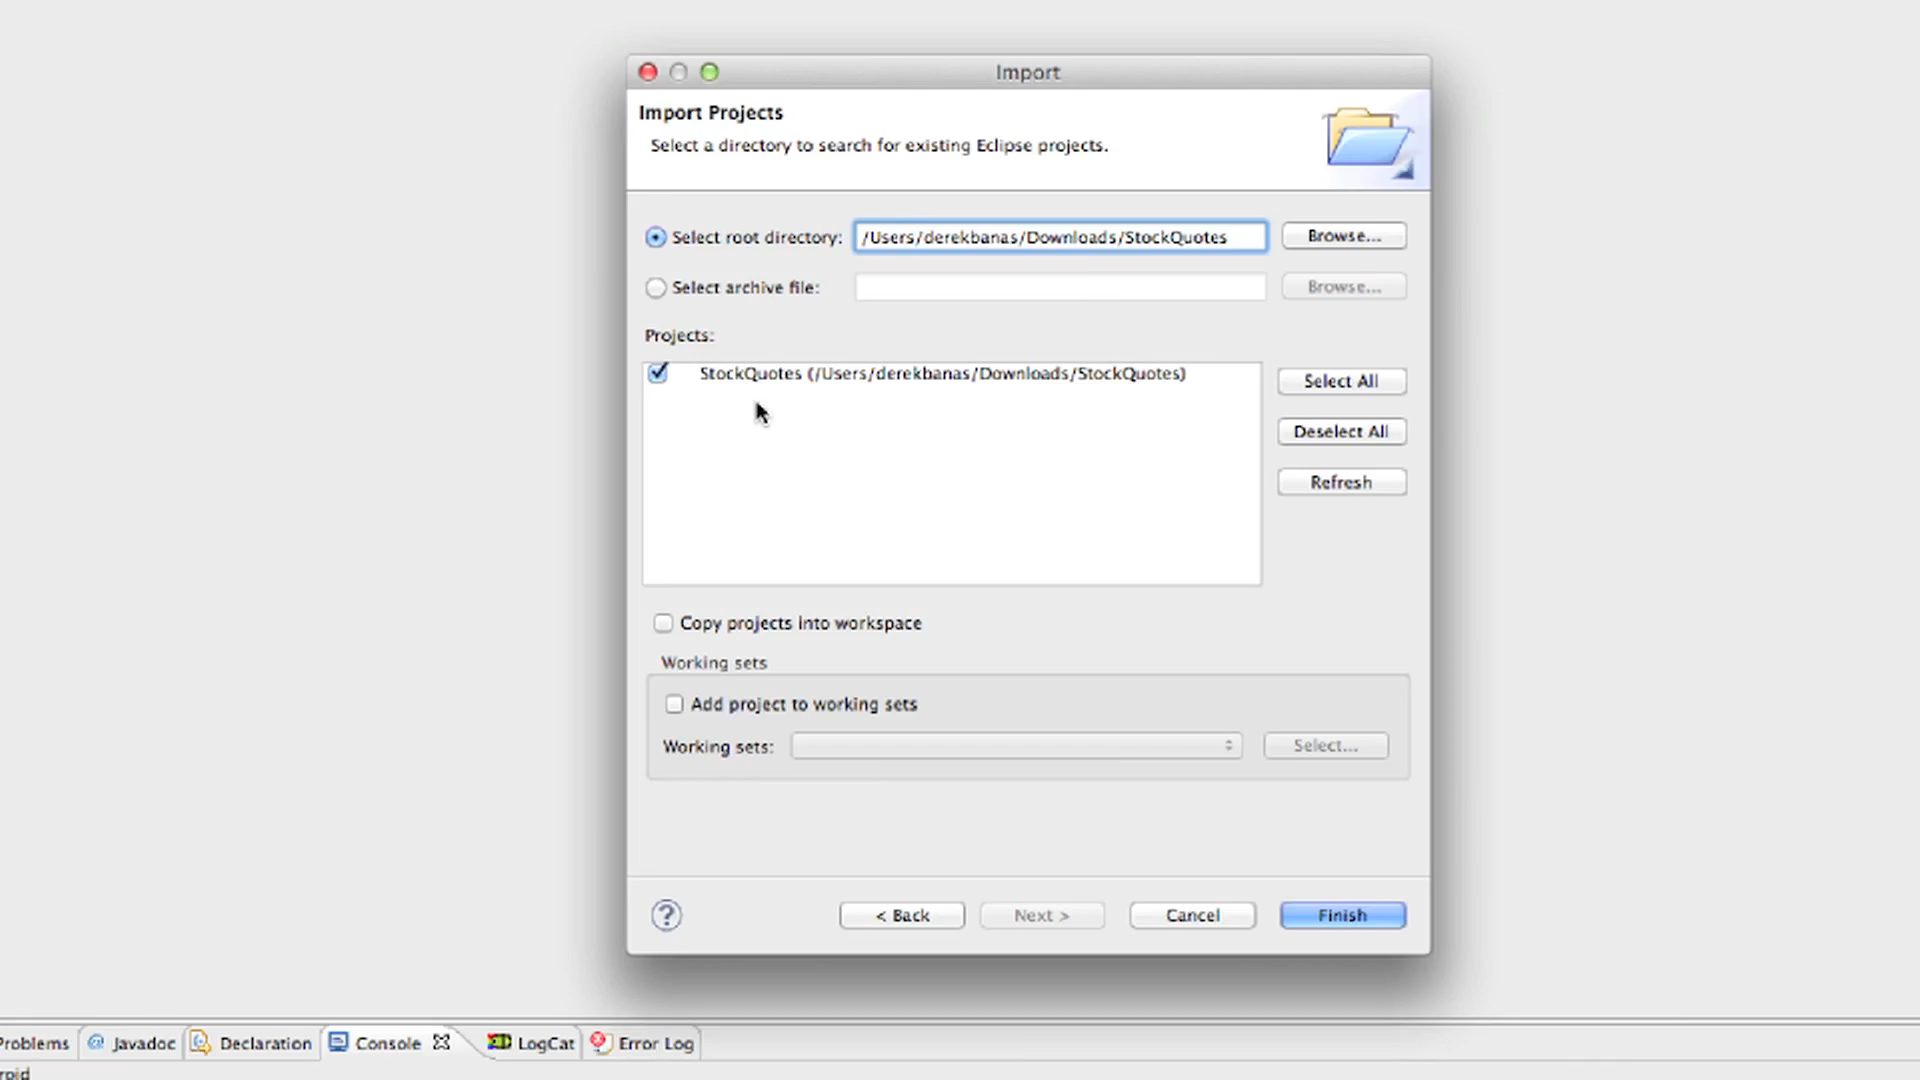 Import
Import Projects
Select a directory to search for existing Eclipse projects.
Select root directory: /Users/derekbanas/Downloads/StockQuotes Browse...
Select archive file: Browse...
Projects:
StockQuotes (/Users/derekbanas/Downloads/StockQuotes)
Select All
Deselect All
Refresh
Copy projects into workspace
Working sets
Add project to working sets
Working sets: Select...
? < Back Next > Cancel Finish
Problems @ Javadoc Declaration Console LogCat Error Log
roid